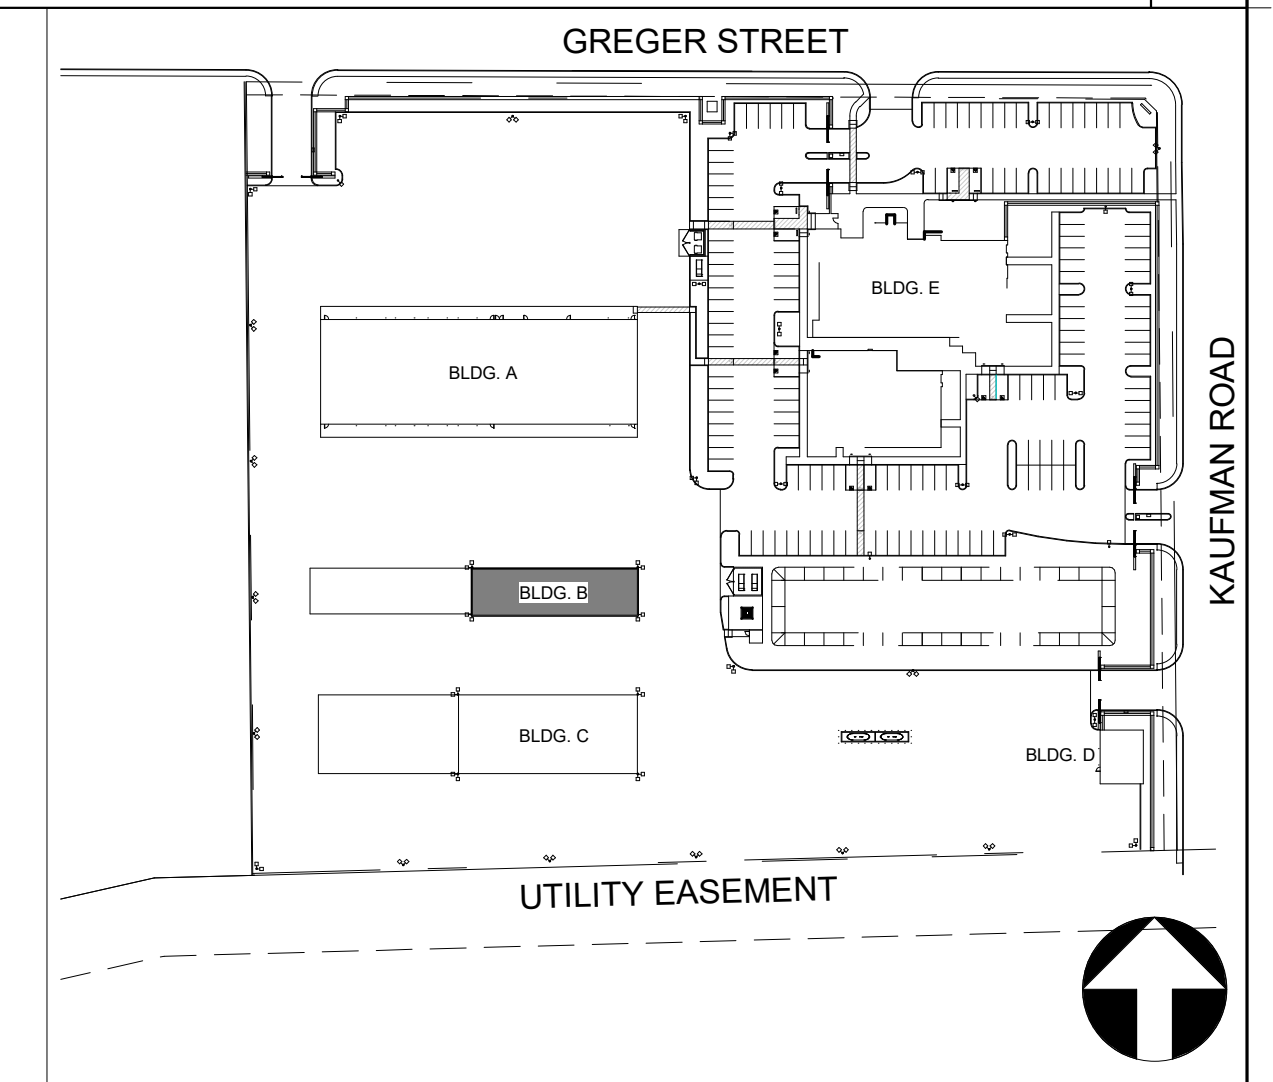 GREGER STREET
BLDG. E
BLDG. A
KAUFMAN ROAD
BLDG. B
BLDG. C
BLDG. D
UTILITY EASEMENT